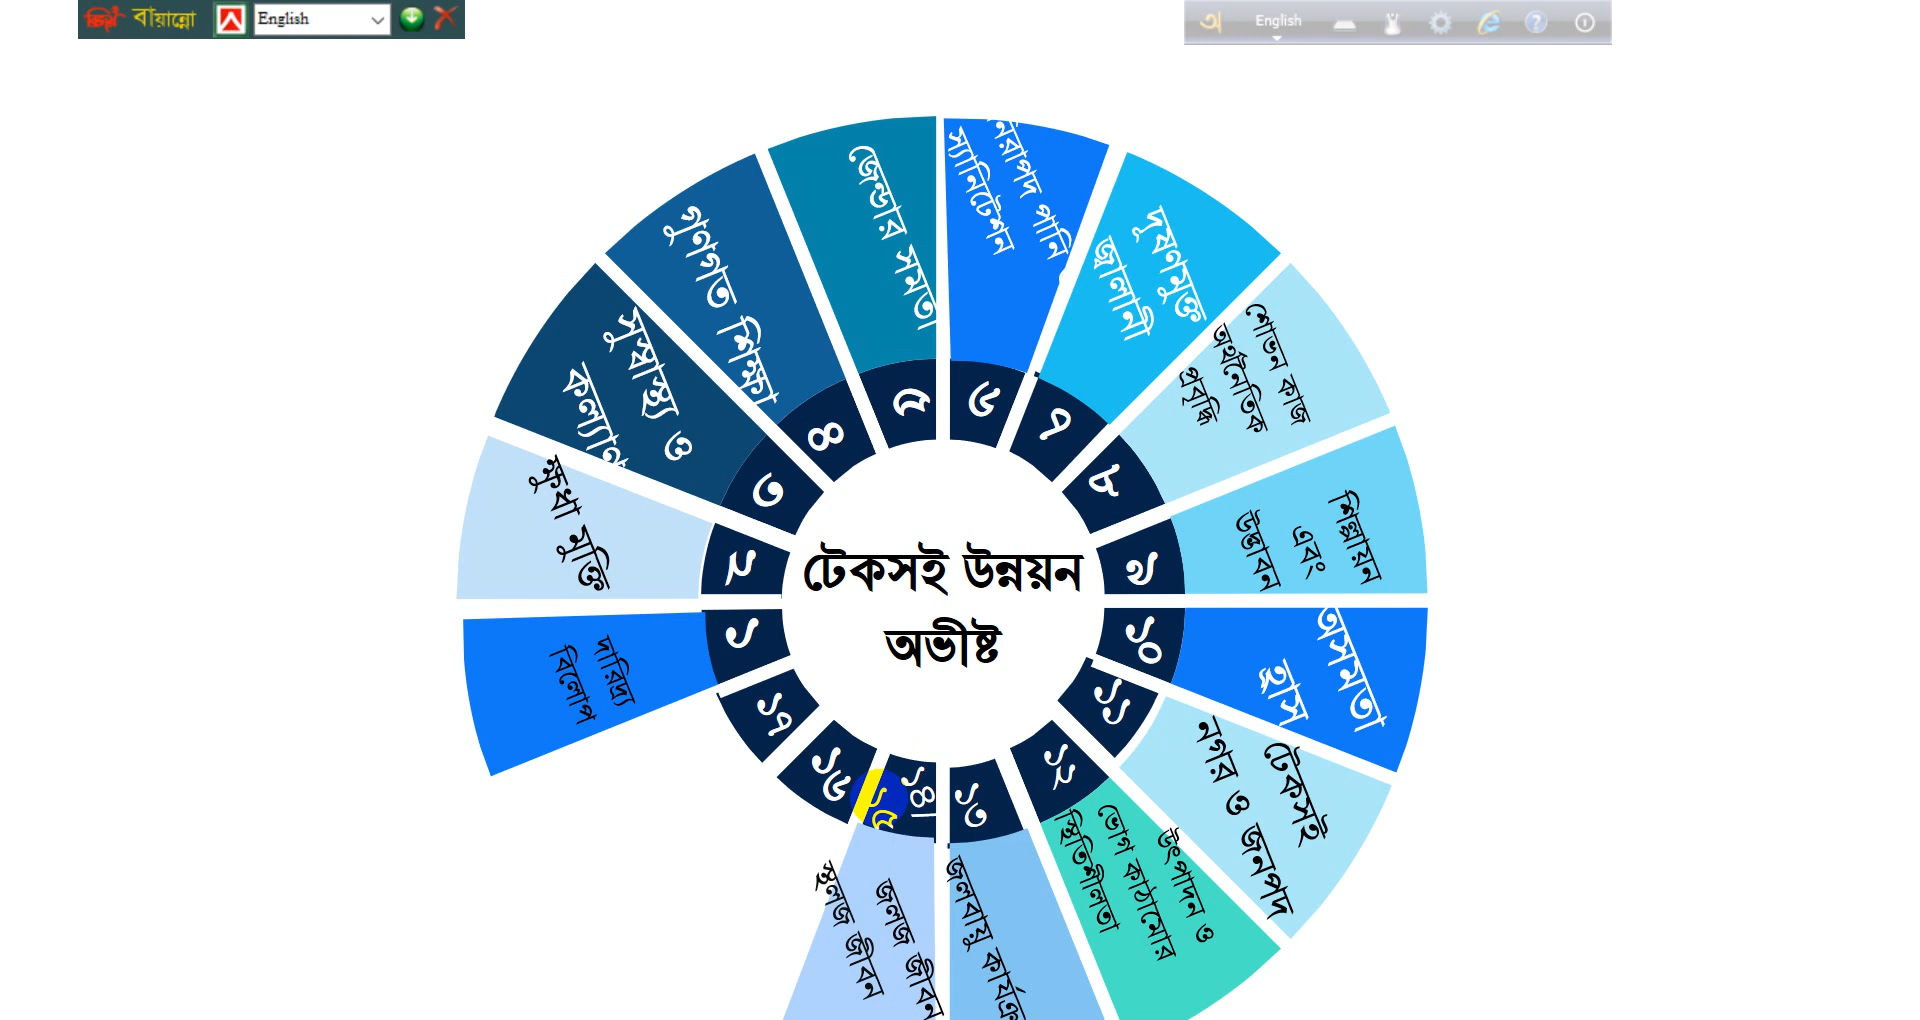 বায়ান্নো
English
English
টেকসই উন্নয়ন
অভীষ্ট
১
দারিদ্র্য
বিলোপ
২
ক্ষুধা মুক্তি
৩
সুস্বাস্থ্য ও
কল্যাণ
৪
গুণগত শিক্ষা
৫
জেন্ডার সমতা
৬
নিরাপদ পানি
স্যানিটেশন
৭
দূষণমুক্ত
জ্বালানী
৮
শোভন কাজ
অর্থনৈতিক
প্রবৃদ্ধি
৯
শিল্পায়ন
এবং
উদ্ভাবন
১০
অসমতা
হ্রাস
১১
টেকসই
নগর ও জনপদ
১২
উৎপাদন ও
ভোগ কাঠামোর
স্থিতিশীলতা
১৩
জলবায়ু
১৪
জলজ জীবন
১৫
স্থলজ জীবন
১৬
১৭